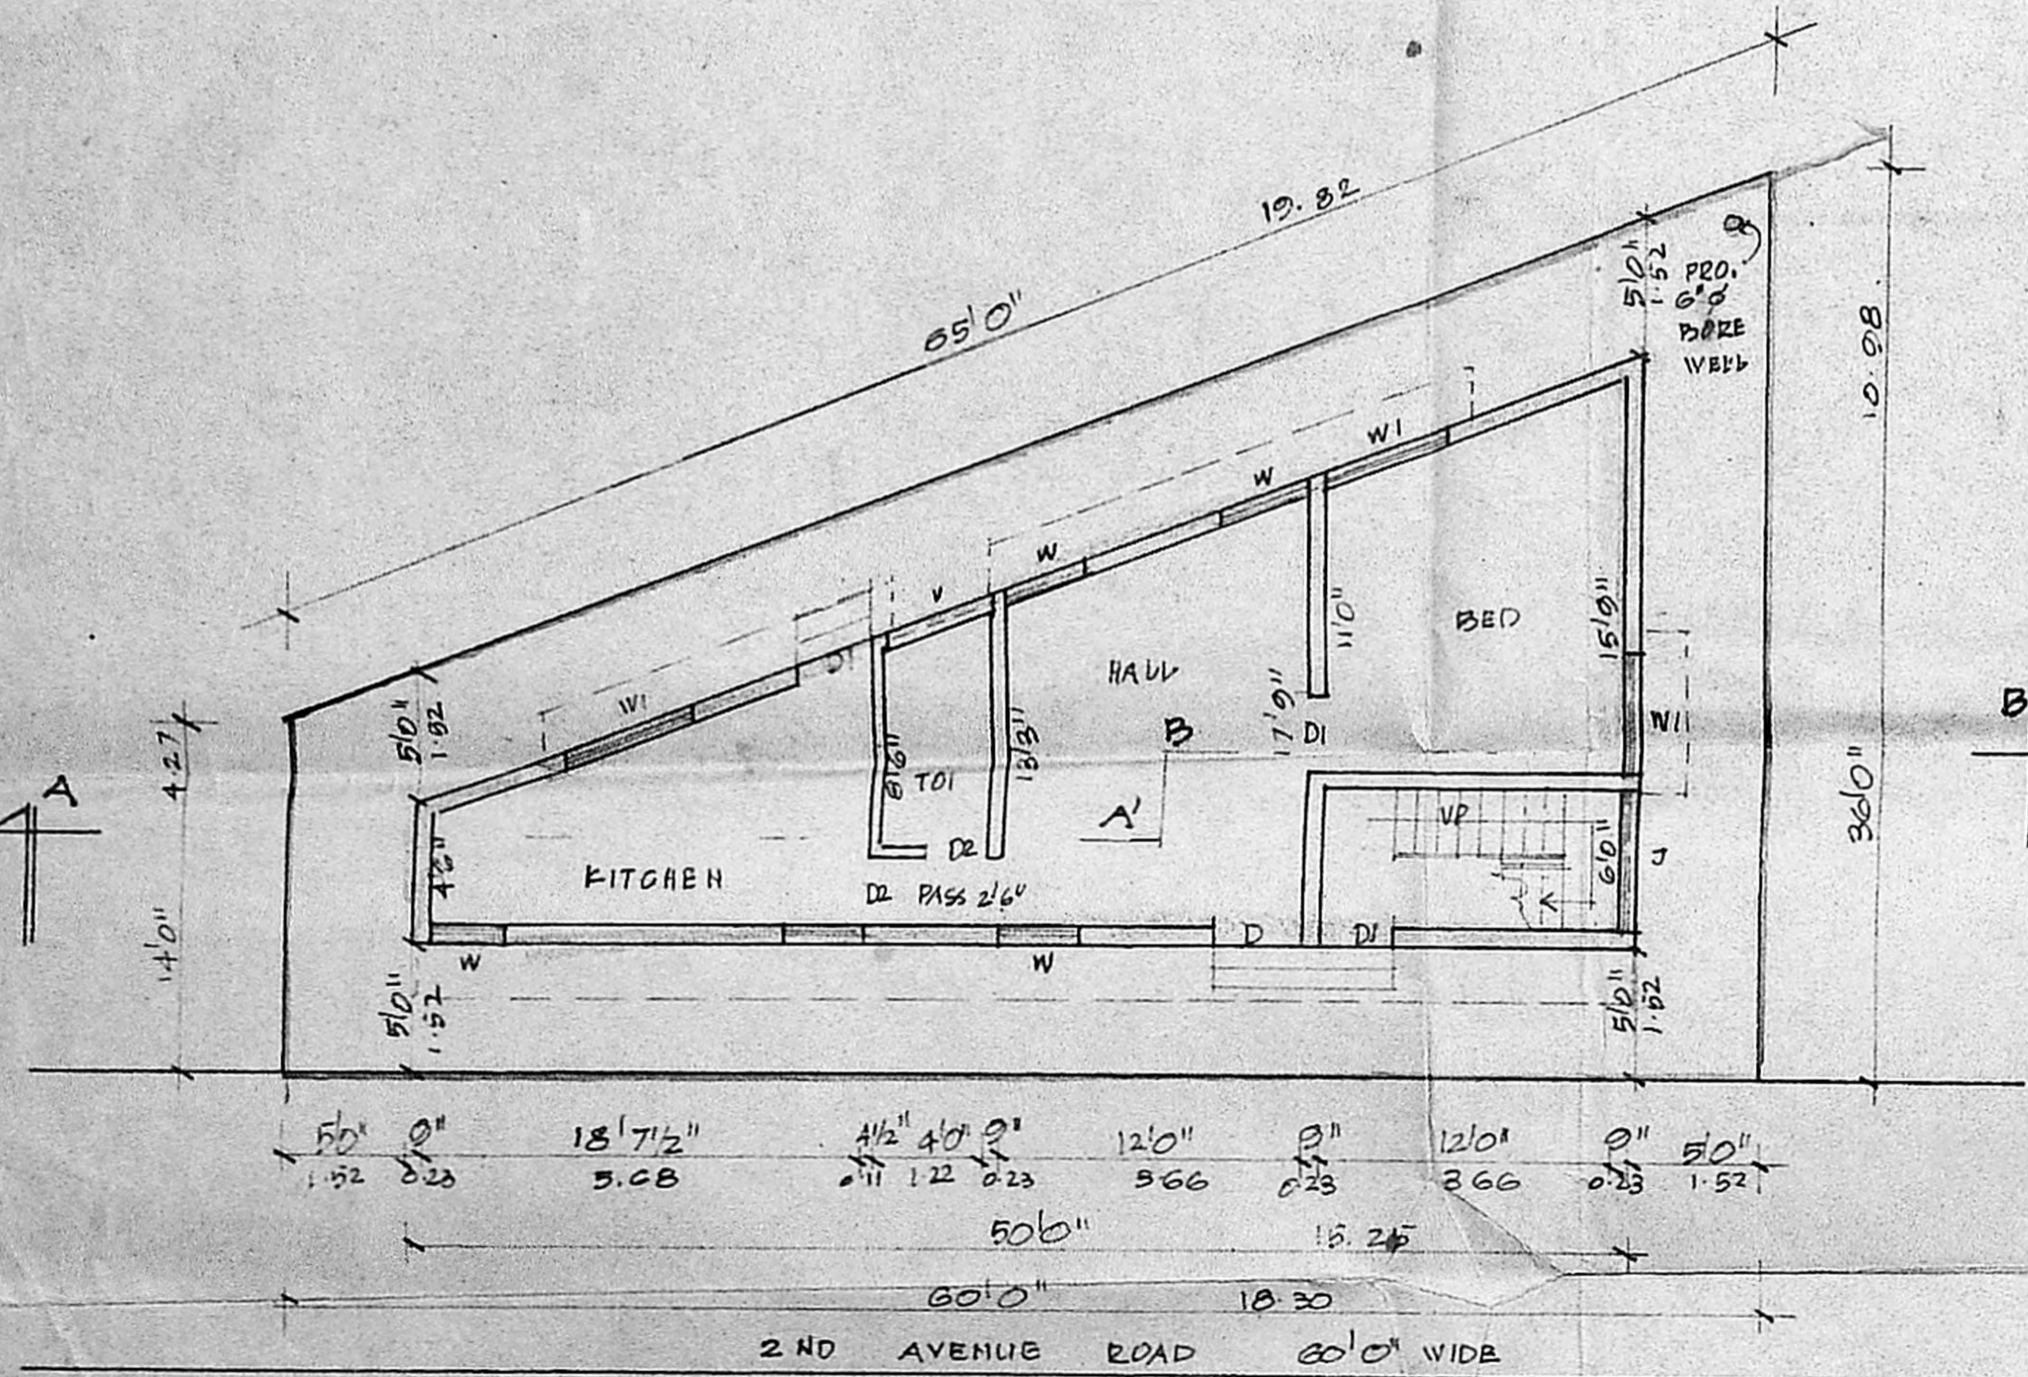 19.82
65'0"
5'0"
1.52
PRO.
6"Ø
BORE
WELL
10.98
36'0"
W1
W
W
V
D1
W1
5'0"
1.52
4.27
14'0"
A
B
HALL
BED
11'0"
15'9"
17'9"
D1
W1
B
A'
8'6"
TOI
13'3"
D2
D2 PASS 2'6"
KITCHEN
4'6"
UP
6'0"
J
D
D1
W
W
5'0"
1.52
5'0"
1.52
5'0" 9" 18'7½" 4½" 4'0" 9" 12'0" 9" 12'0" 9" 5'0"
1.52 0.23 5.68 0.11 1.22 0.23 3.66 0.23 3.66 0.23 1.52
50'0" 15.25
60'0" 18.30
2ND AVENUE ROAD 60'0" WIDE